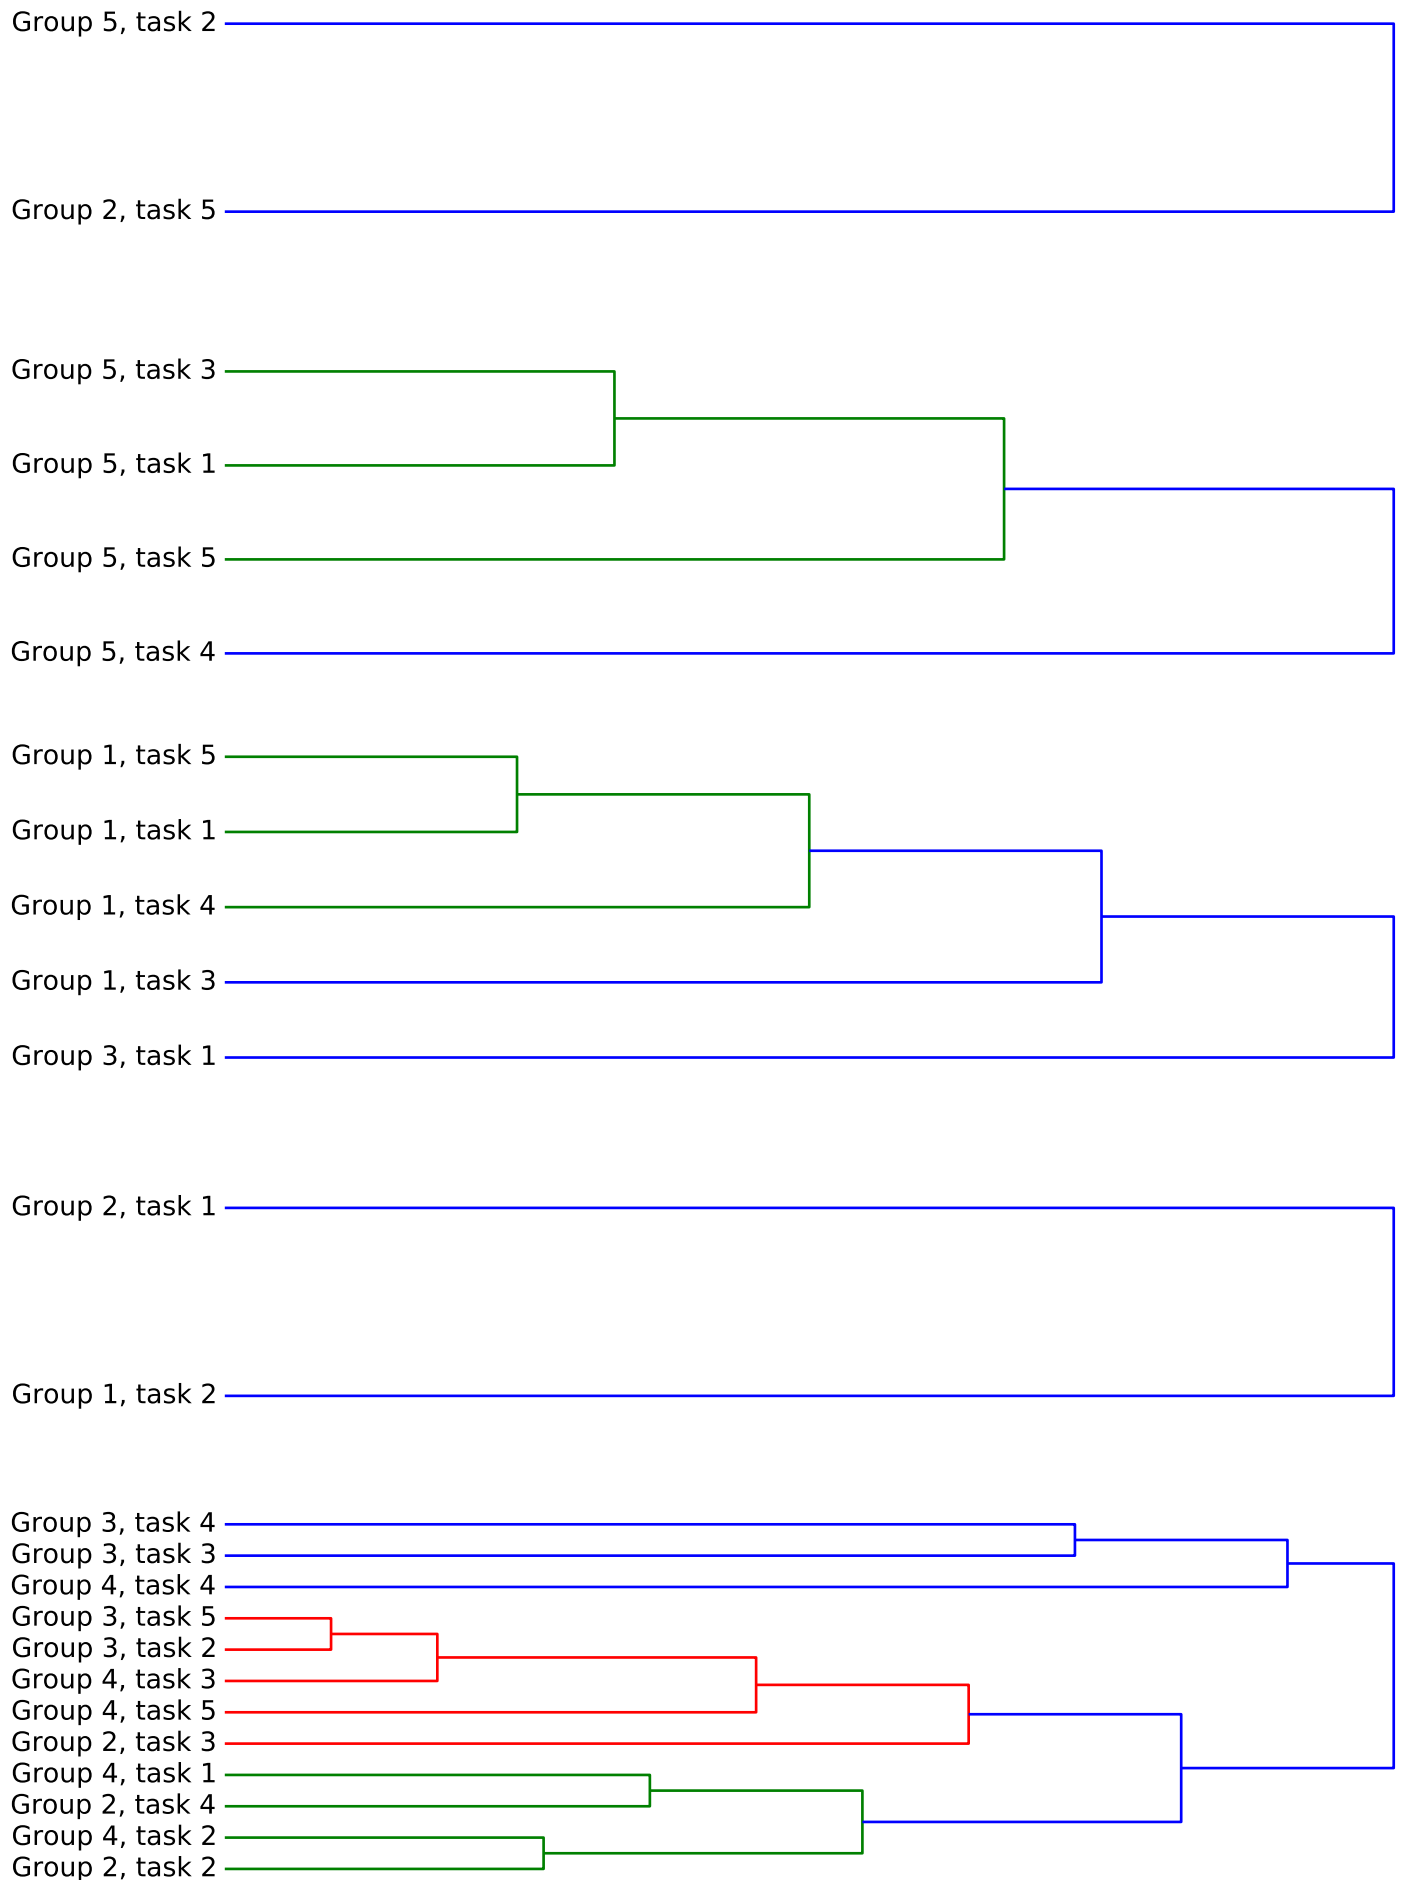 Group 5, task 2
Group 2, task 5
Group 5, task 3
Group 5, task 1
Group 5, task 5
Group 5, task 4
Group 1, task 5
Group 1, task 1
Group 1, task 4
Group 1, task 3
Group 3, task 1
Group 2, task 1
Group 1, task 2
Group 3, task 4
Group 3, task 3
Group 4, task 4
Group 3, task 5
Group 3, task 2
Group 4, task 3
Group 4, task 5
Group 2, task 3
Group 4, task 1
Group 2, task 4
Group 4, task 2
Group 2, task 2